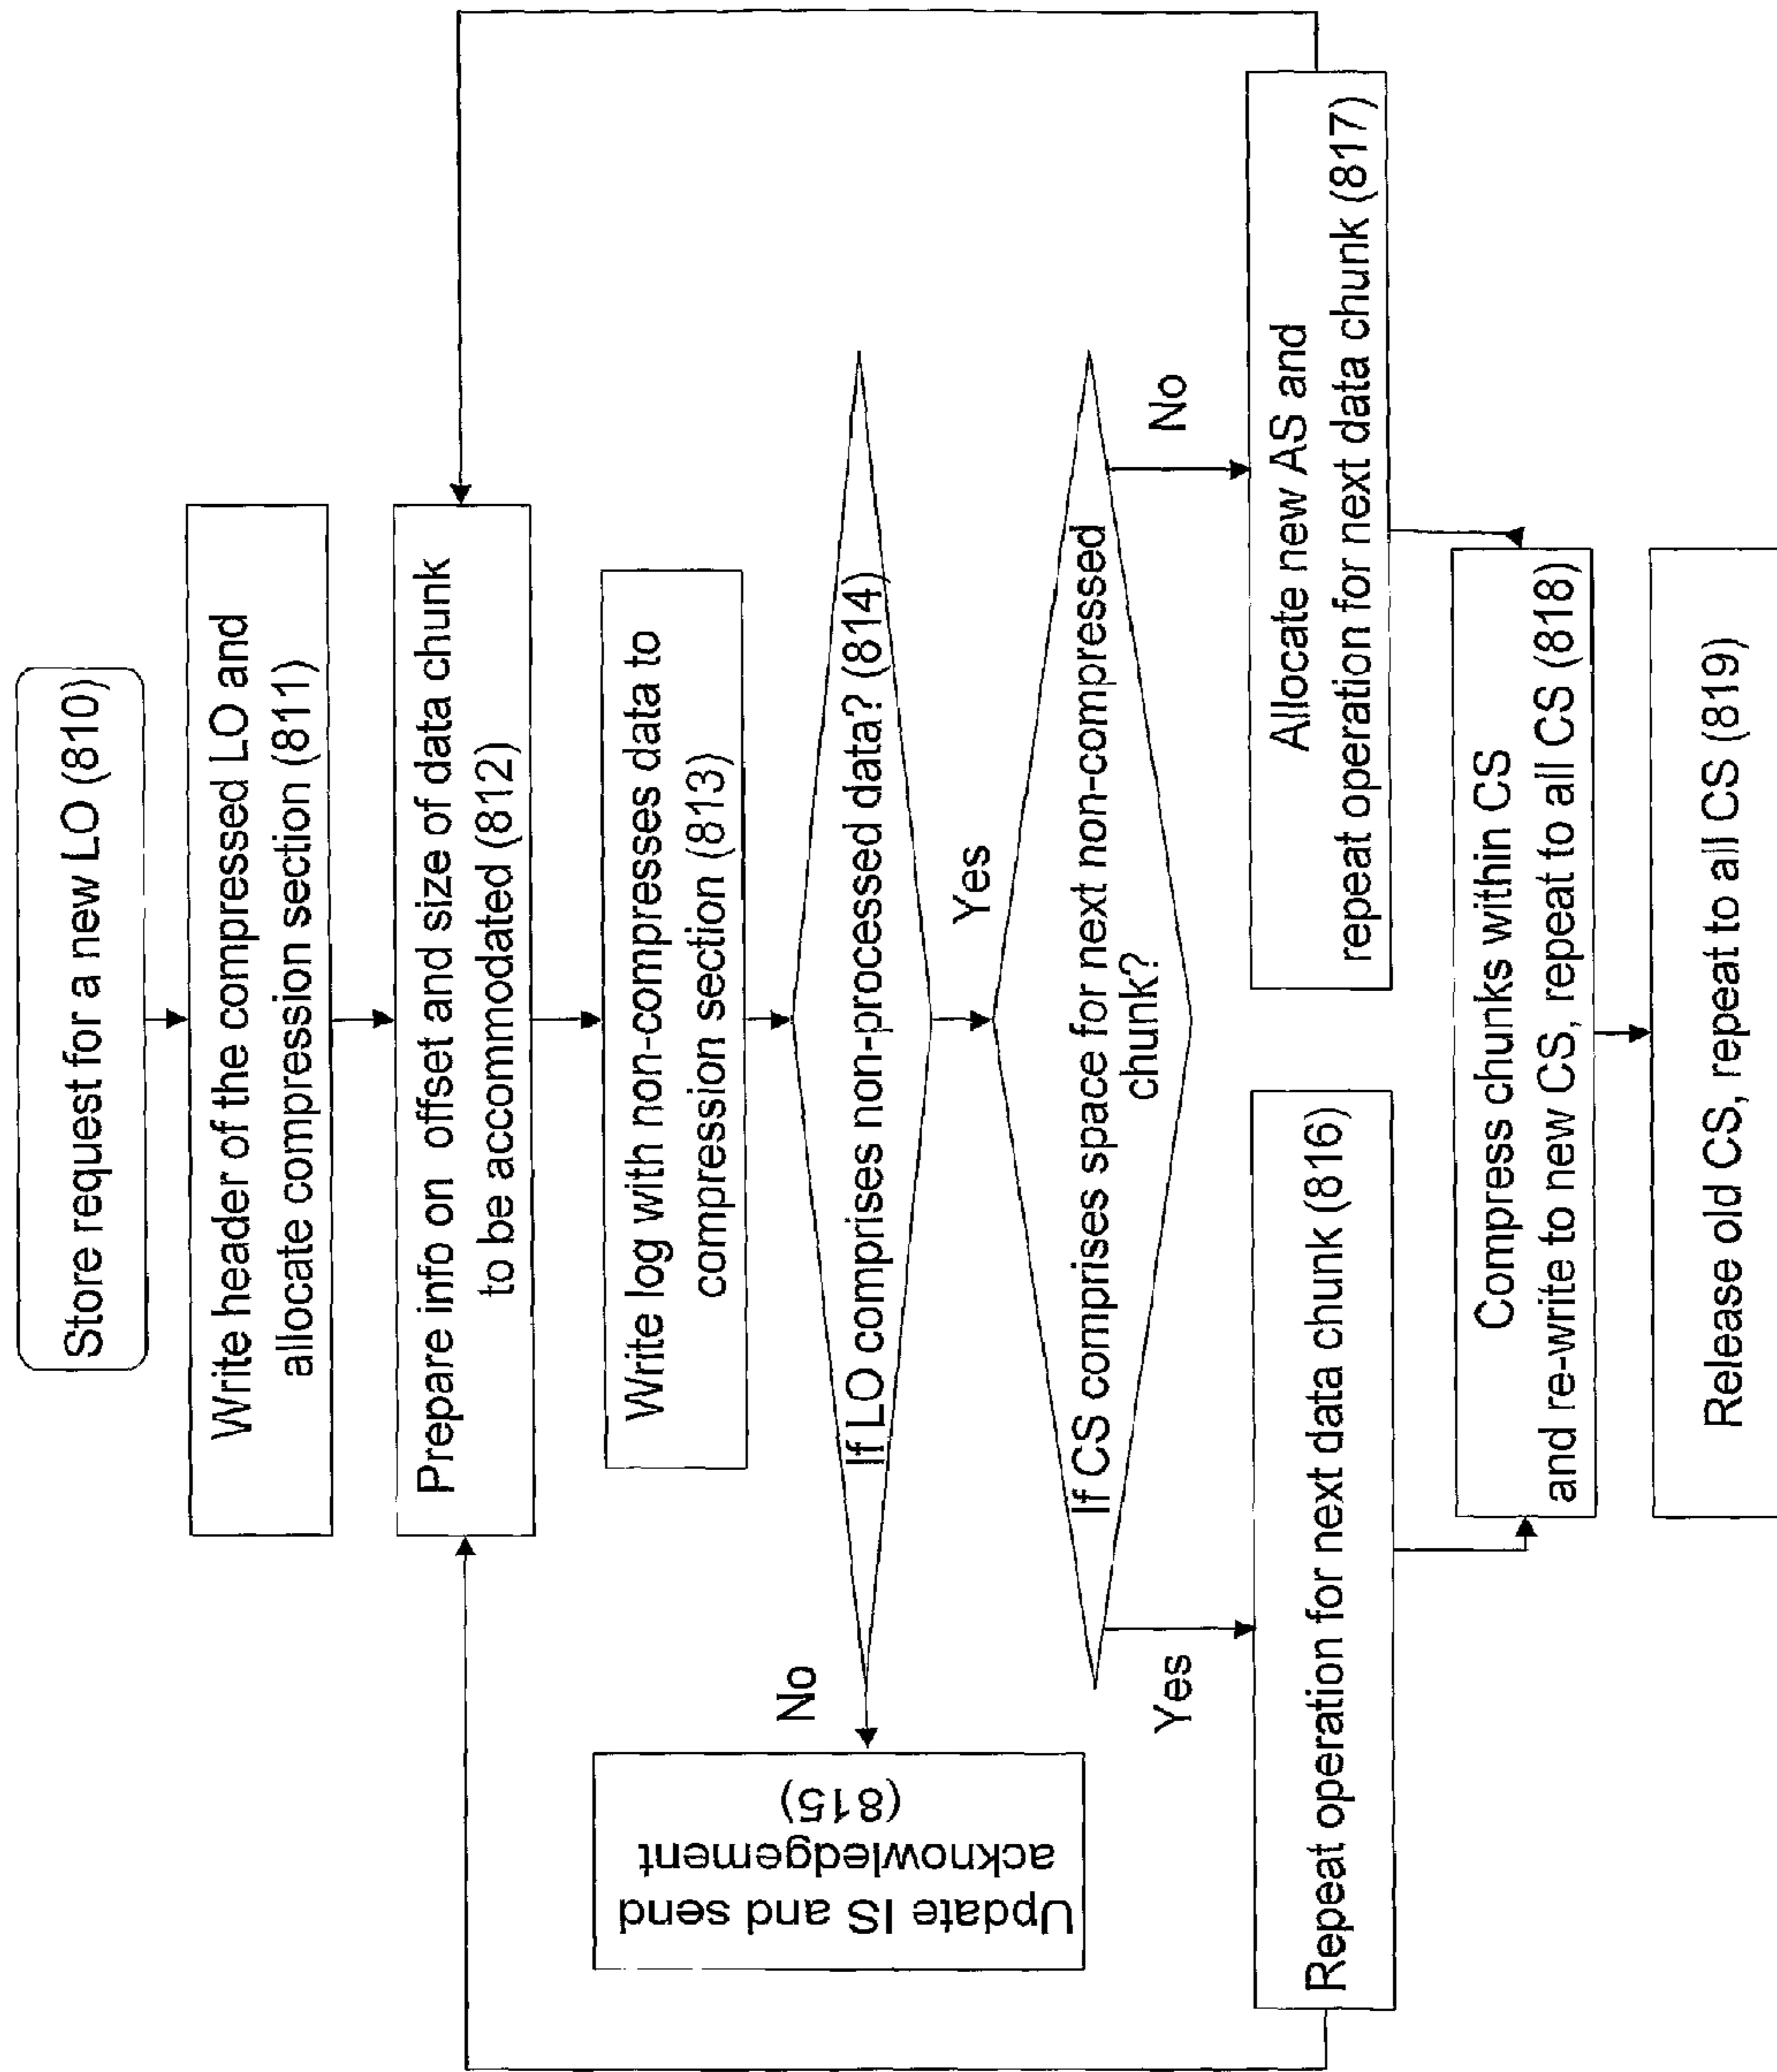 Store request for a new LO (810)
Write header of the compressed LO and
allocate compression section (811)
Prepare info on offset and size of data chunk
to be accommodated (812)
Write log with non-compresses data to
compression section (813)
If LO comprises non-processed data? (814)
No
Update IS and send
acknowledgement
(815)
Yes
If CS comprises space for next non-compressed
chunk?
Yes
No
Repeat operation for next data chunk (816)
Allocate new AS and
repeat operation for next data chunk (817)
Compress chunks within CS
and re-write to new CS, repeat to all CS (818)
Release old CS, repeat to all CS (819)